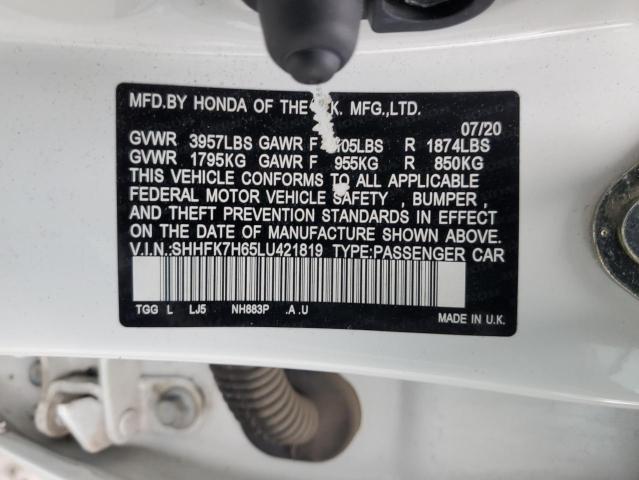 MFD.BY HONDA OF THE K. MFG.,LTD.
07/20
GVWR 3957LBS GAWR F 05LBS R 1874LBS
GVWR 1795KG GAWR F 955KG R 850KG
THIS VEHICLE CONFORMS TO ALL APPLICABLE
FEDERAL MOTOR VEHICLE SAFETY , BUMPER ,
AND THEFT PREVENTION STANDARDS IN EFFECT
ON THE DATE OF MANUFACTURE SHOWN ABOVE.
V.I.N.:SHHFK7H65LU421819 TYPE:PASSENGER CAR
TGG L LJ5 NH883P .A .U
MADE IN U.K.